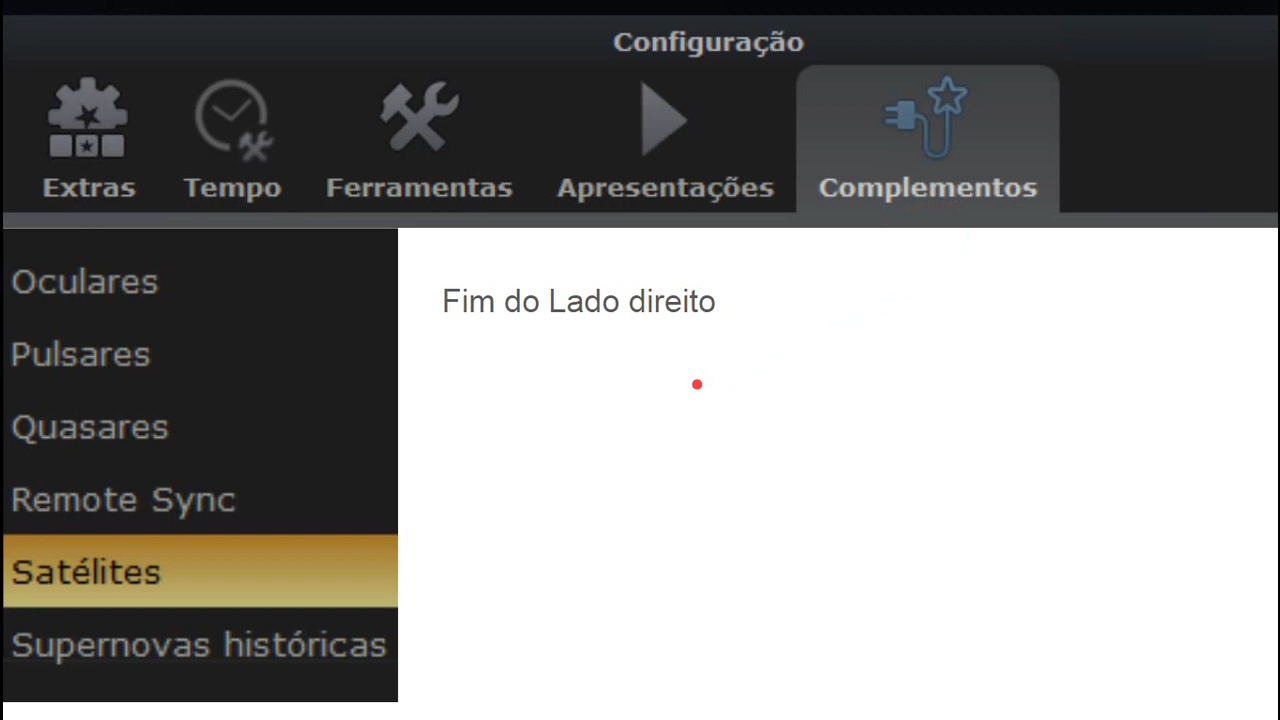 Configuração
Extras Tempo Ferramentas Apresentações Complementos
Oculares
Fim do Lado direito
Pulsares
Quasares
Remote Sync
Satélites
Supernovas históricas